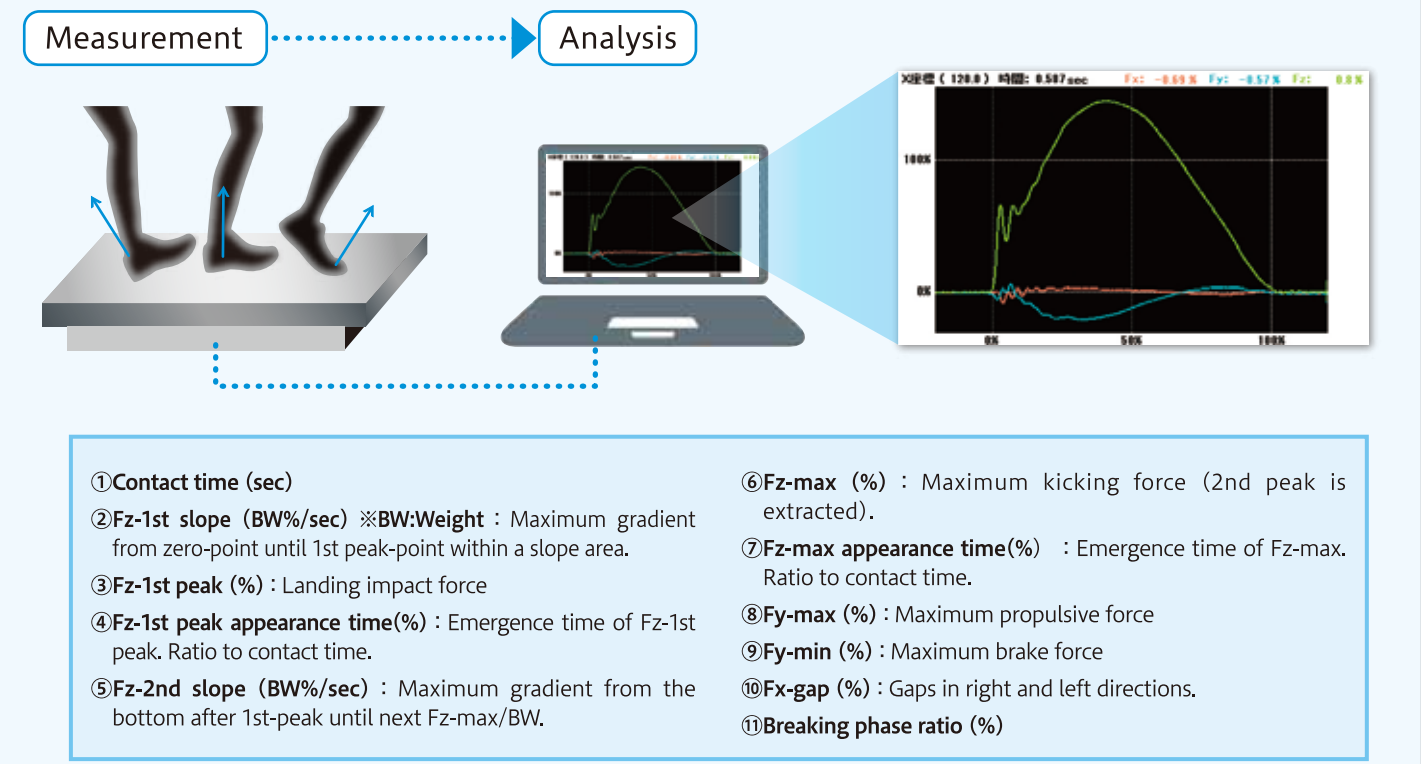 Measurement
Analysis
X座標 ( 120.0 ) 時間: 0.587sec Fx: -0.69% Fy: -0.57% Fz: 0.8%
100%
0%
0% 50% 100%
①Contact time (sec)
②Fz-1st slope (BW%/sec) ※BW:Weight : Maximum gradient
from zero-point until 1st peak-point within a slope area.
③Fz-1st peak (%) : Landing impact force
④Fz-1st peak appearance time(%) : Emergence time of Fz-1st
peak. Ratio to contact time.
⑤Fz-2nd slope (BW%/sec) : Maximum gradient from the
bottom after 1st-peak until next Fz-max/BW.
⑥Fz-max (%) : Maximum kicking force (2nd peak is
extracted).
⑦Fz-max appearance time(%) : Emergence time of Fz-max.
Ratio to contact time.
⑧Fy-max (%) : Maximum propulsive force
⑨Fy-min (%) : Maximum brake force
⑩Fx-gap (%) : Gaps in right and left directions.
⑪Breaking phase ratio (%)